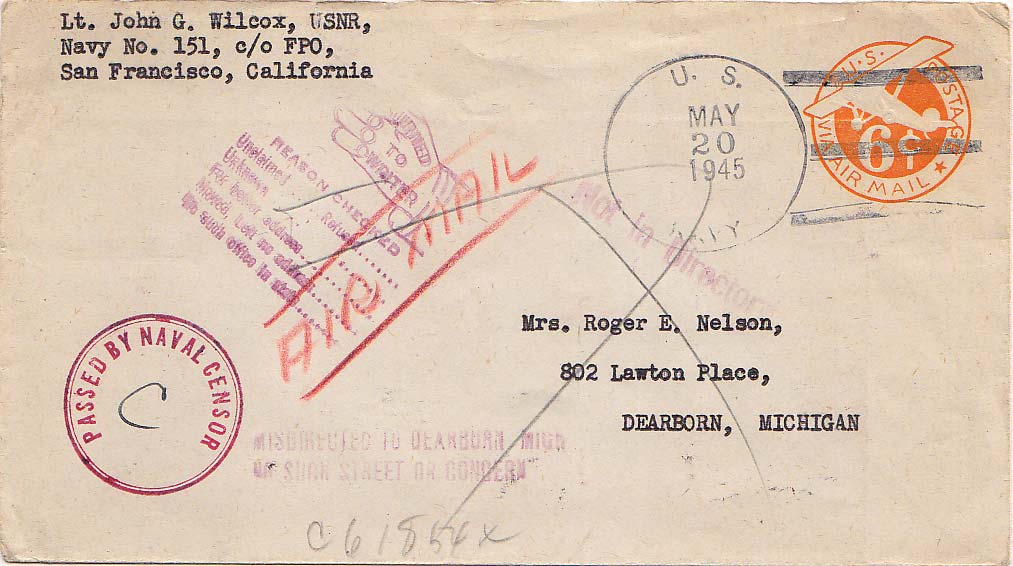 Lt. John G. Wilcox, USNR,
Navy No. 151, c/o FPO,
San Francisco, California
U. S.
MAY
20
1945
NAVY
U.S. POSTAGE
6¢
VIA AIR MAIL
TO
WRITER
REASON CHECKED
Unclaimed Refused
Unknown
For better address
Moved, Left no address
No such office in state
AIR MAIL
Not in Directory
Mrs. Roger E. Nelson,
802 Lawton Place,
DEARBORN, MICHIGAN
PASSED BY NAVAL CENSOR
C
MISDIRECTED TO DEARBORN MICH
NO SUCH STREET OR CONCERN
C61854x